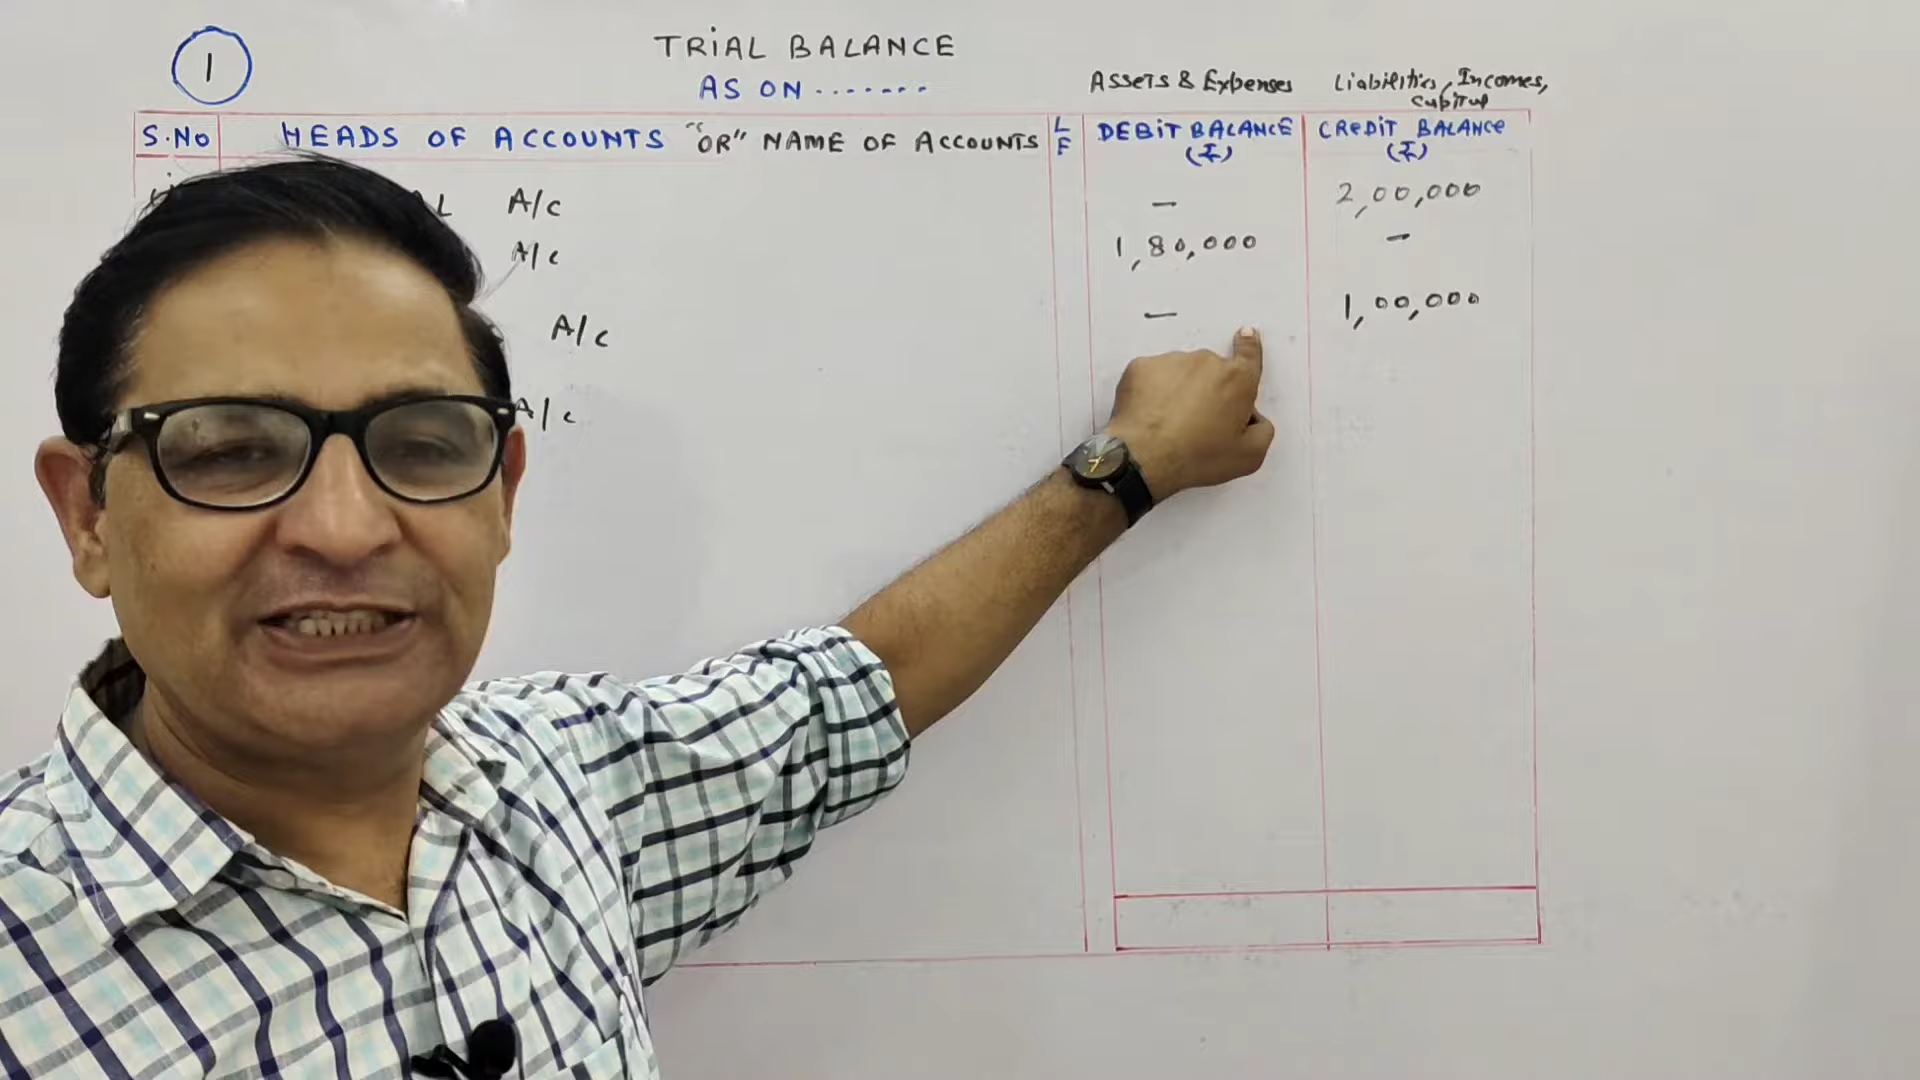 1
TRIAL BALANCE
AS ON .......
Assets & Expenses
Liabilities, Incomes,
Capital
S.NO
HEADS OF ACCOUNTS "OR" NAME OF ACCOUNTS
LF
DEBIT BALANCE
(₹)
CREDIT BALANCE
(₹)
A/C
—
2,00,000
A/C
1,80,000
—
A/C
—
1,00,000
A/C